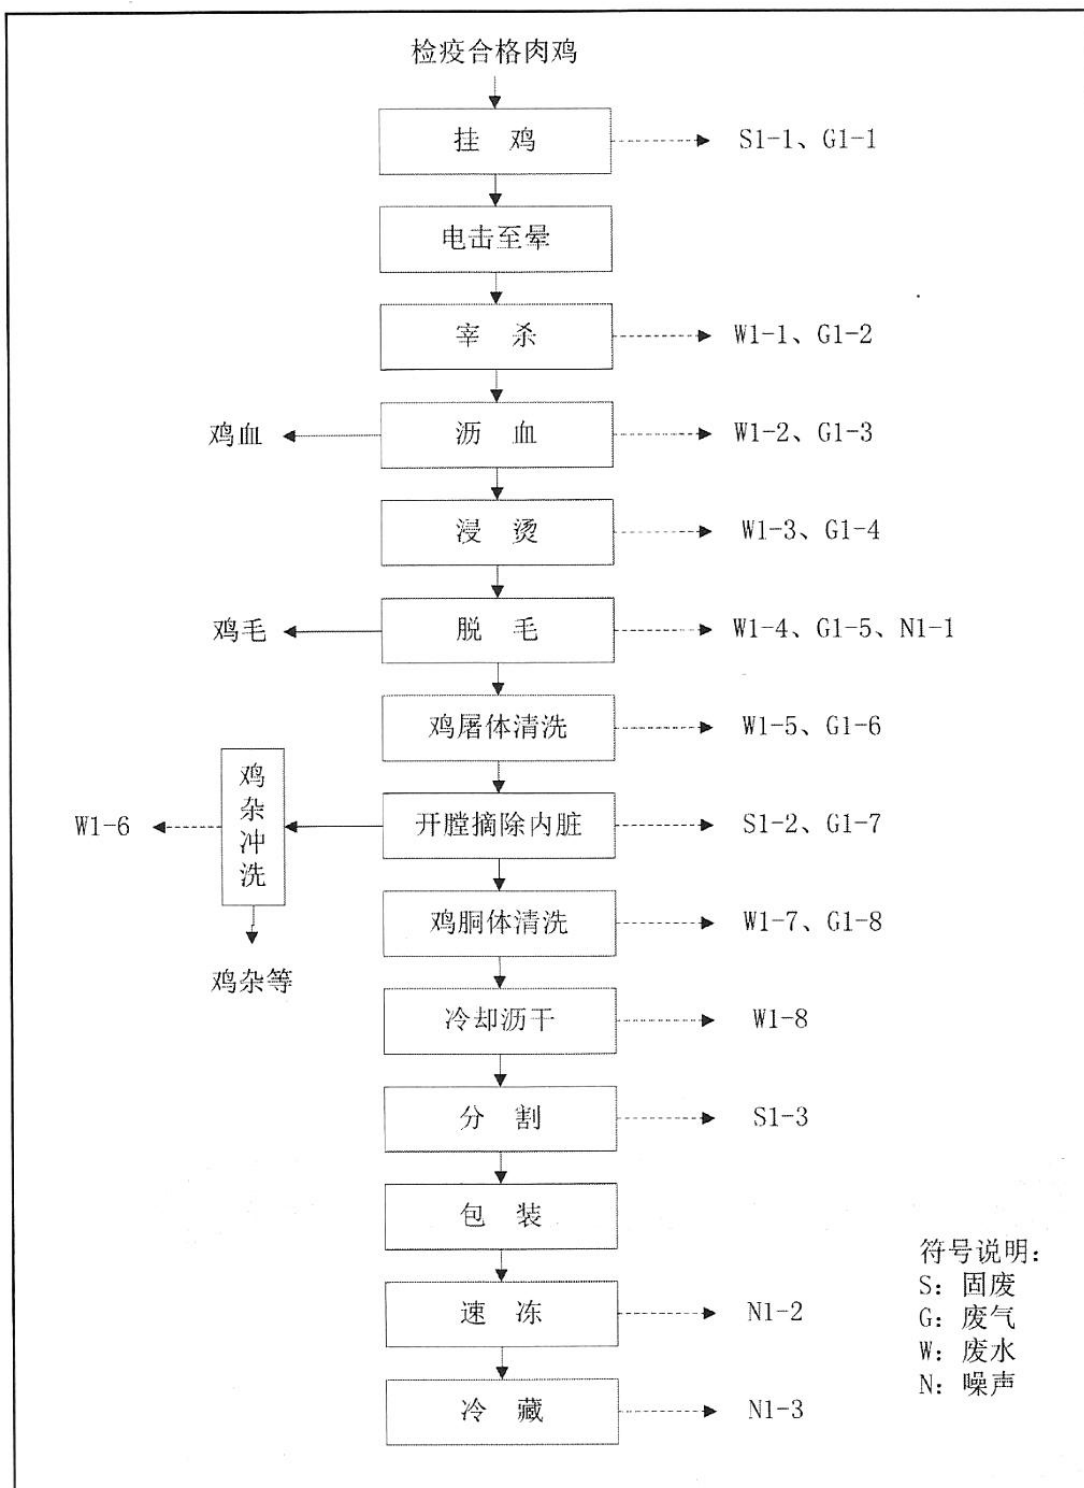 检疫合格肉鸡
挂 鸡 S1-1、G1-1
电击至晕
宰 杀 W1-1、G1-2
鸡血 沥 血 W1-2、G1-3
浸 烫 W1-3、G1-4
鸡毛 脱 毛 W1-4、G1-5、N1-1
鸡屠体清洗 W1-5、G1-6
W1-6 鸡杂冲洗 开膛摘除内脏 S1-2、G1-7
鸡胴体清洗 W1-7、G1-8
鸡杂等
冷却沥干 W1-8
分 割 S1-3
包 装
速 冻 N1-2
冷 藏 N1-3
符号说明：
S：固废
G：废气
W：废水
N：噪声